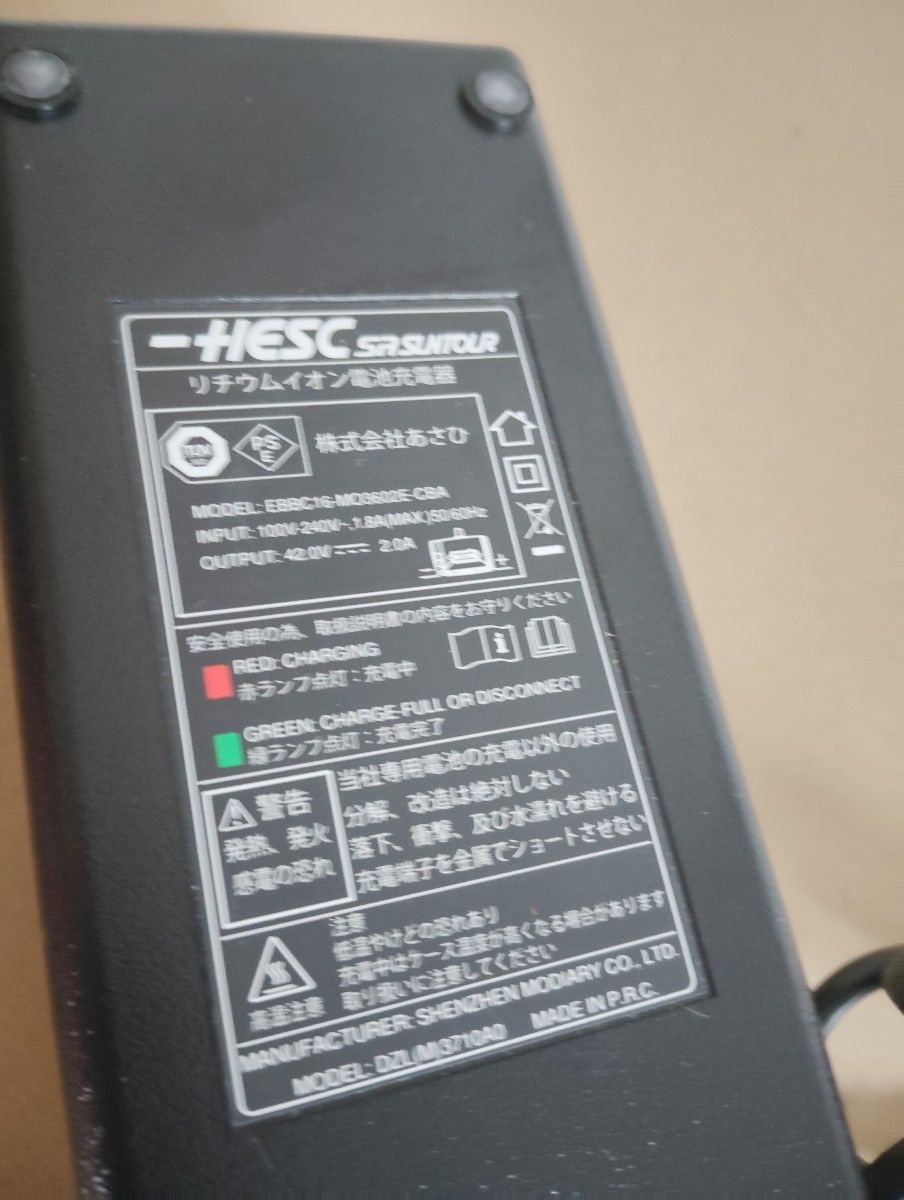 HESC SR SUNTOUR
リチウムイオン電池充電器
TÜV
PS
E
株式会社あさひ
MODEL: EBBC16-MO3602E-CBA
INPUT: 100V-240V~, 1.8A(MAX.)50/60Hz
OUTPUT: 42.0V 2.0A
安全使用の為、取扱説明書の内容をお守りください
RED: CHARGING
赤ランプ点灯：充電中
GREEN: CHARGE-FULL OR DISCONNECT
緑ランプ点灯：充電完了
警告
発熱、発火
感電の恐れ
当社専用電池の充電以外の使用
分解、改造は絶対しない
落下、衝撃、及び水濡れを避ける
充電端子を金属でショートさせない
高温注意
注意
低温やけどの恐れあり
充電中はケース温度が高くなる場合があります
取り扱いに注意してください
MANUFACTURER: SHENZHEN MODIARY CO., LTD.
MODEL: DZL(M)3710A0 MADE IN P.R.C.